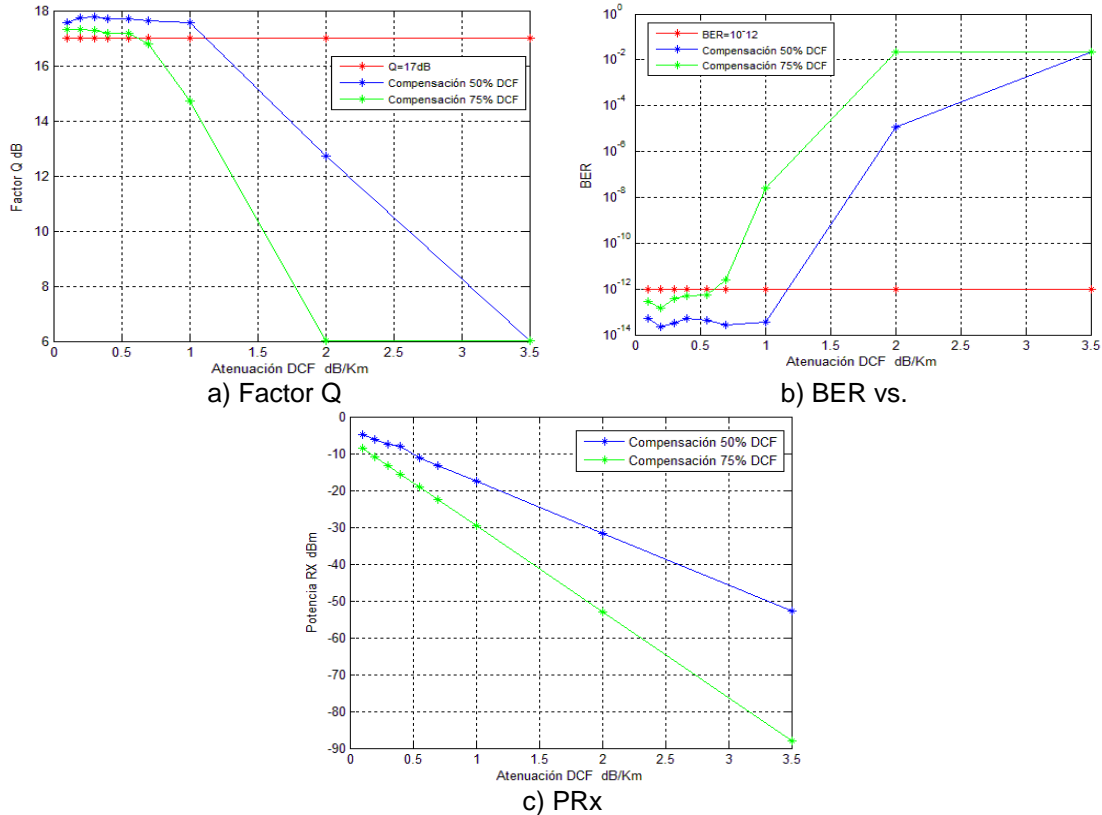 18
16
14
12
10
8
6
0
0.5
1
1.5
2
2.5
3
3.5
Factor Q dB
Atenuación DCF dB/Km
Q=17dB
Compensación 50% DCF
Compensación 75% DCF
a) Factor Q
10^0
10^-2
10^-4
10^-6
10^-8
10^-10
10^-12
10^-14
0
0.5
1
1.5
2
2.5
3
3.5
BER
Atenuación DCF dB/Km
BER=10^-12
Compensación 50% DCF
Compensación 75% DCF
b) BER vs.
0
-10
-20
-30
-40
-50
-60
-70
-80
-90
0
0.5
1
1.5
2
2.5
3
3.5
Potencia RX dBm
Atenuación DCF dB/Km
Compensación 50% DCF
Compensación 75% DCF
c) PRx